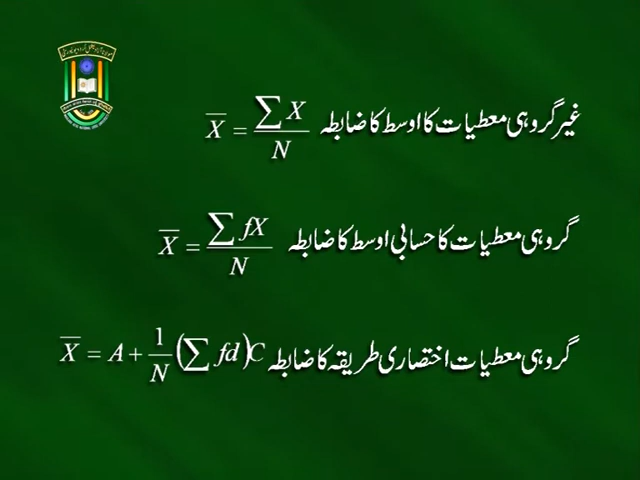 غیر گروہی معطیات کا اوسط کا ضابطہ X̄ = ∑X / N
گروہی معطیات کا حسابی اوسط کا ضابطہ X̄ = ∑fX / N
گروہی معطیات اختصاری طریقہ کا ضابطہ X̄ = A + 1/N (∑fd)C